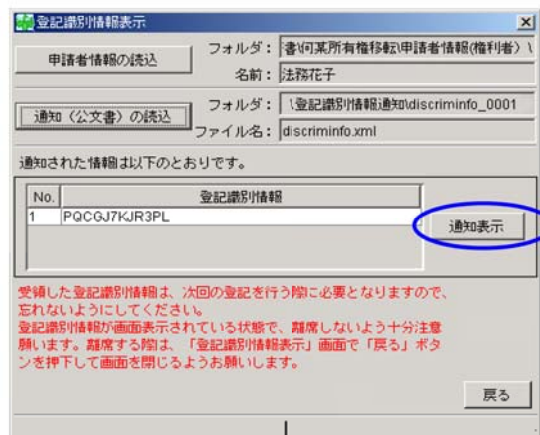 登記識別情報表示
申請者情報の読込
フォルダ： 書\何某所有権移転\申請者情報(権利者) \
名前： 法務花子
通知（公文書）の読込
フォルダ： \登記識別情報通知\discriminfo_0001
ファイル名： discriminfo.xml
通知された情報は以下のとおりです。
No. 登記識別情報
1 PQCGJ7KJR3PL
通知表示
受領した登記識別情報は、次回の登記を行う際に必要となりますので、
忘れないようにしてください。
登記識別情報が画面表示されている状態で、離席しないよう十分注意
願います。離席する際は、「登記識別情報表示」画面で「戻る」ボタ
ンを押下して画面を閉じるようお願いします。
戻る